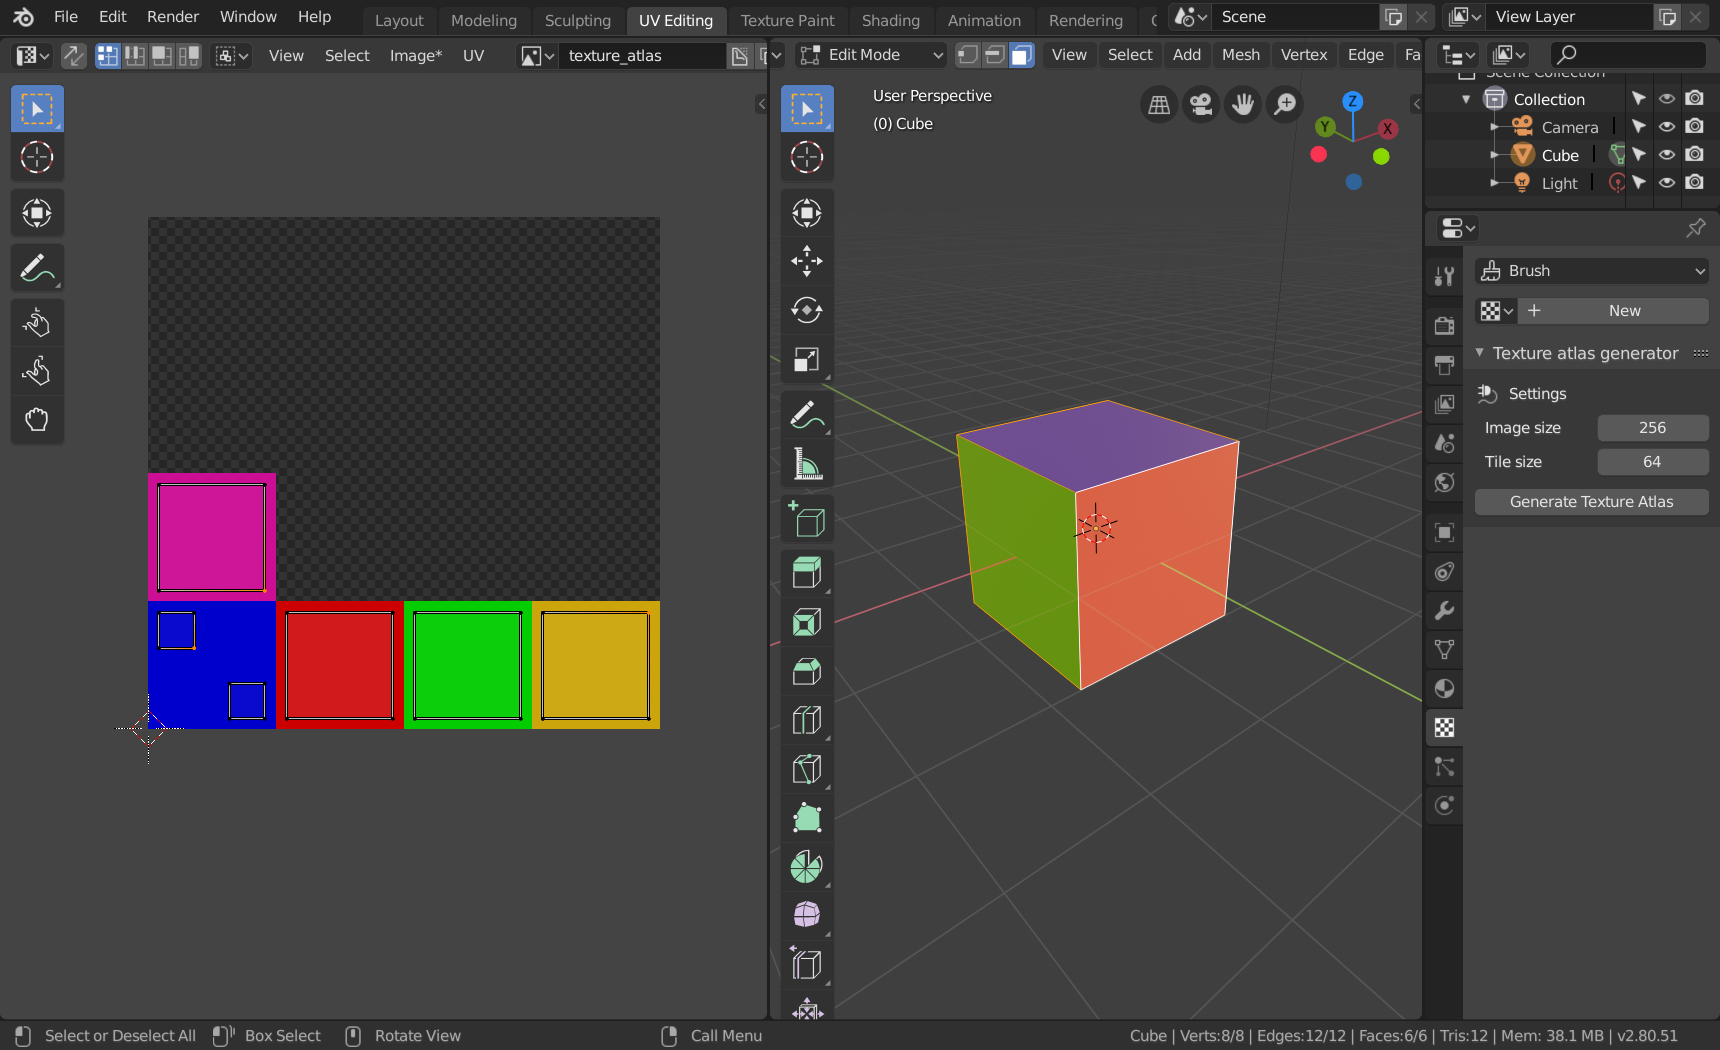 File Edit Render Window Help Layout Modeling Sculpting UV Editing Texture Paint Shading Animation Rendering Scene View Layer
View Select Image* UV texture_atlas Edit Mode View Select Add Mesh Vertex Edge Fa
Scene Collection
Collection
Camera
Cube
Light
User Perspective
(0) Cube
Z
Y
X
Brush
New
Texture atlas generator
Settings
Image size 256
Tile size 64
Generate Texture Atlas
Select or Deselect All Box Select Rotate View Call Menu Cube | Verts:8/8 | Edges:12/12 | Faces:6/6 | Tris:12 | Mem: 38.1 MB | v2.80.51